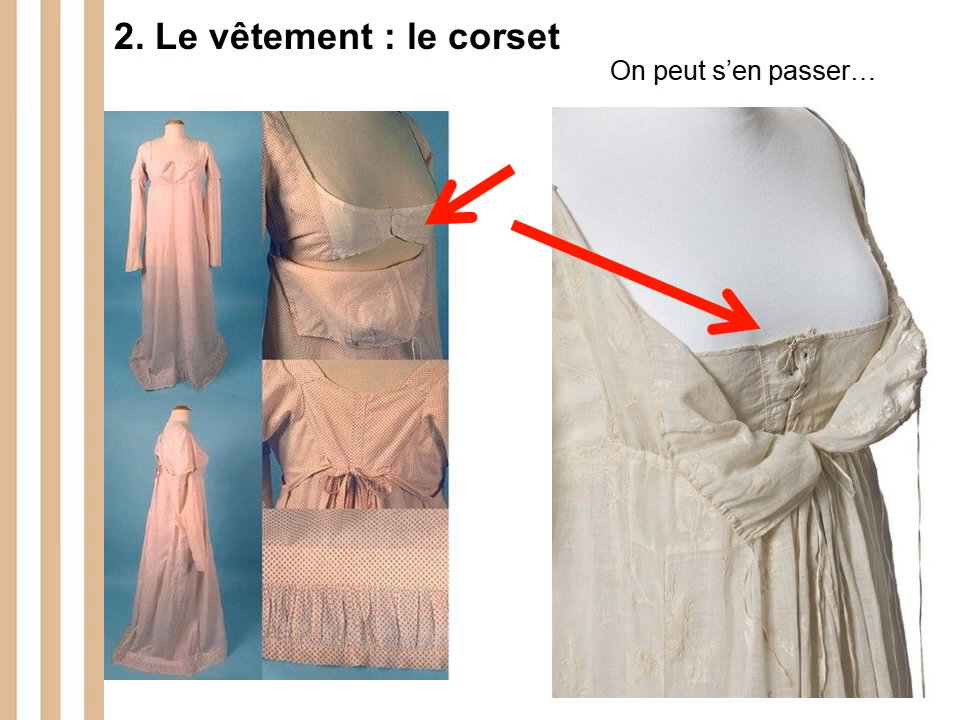 2. Le vêtement : le corset
On peut s’en passer…